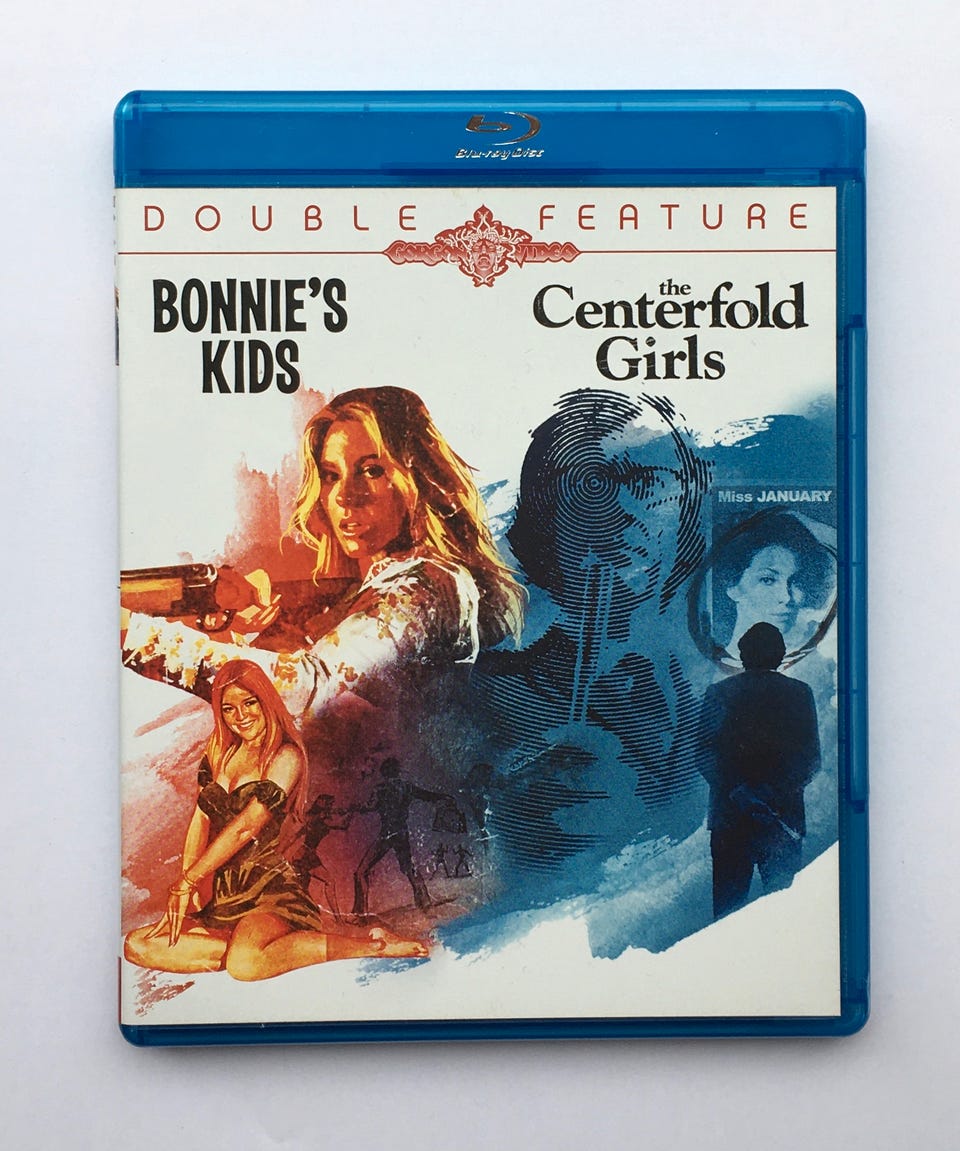 Blu-ray Disc
DOUBLE FEATURE
GORGON VIDEO
BONNIE'S
KIDS
the
Centerfold
Girls
Miss JANUARY